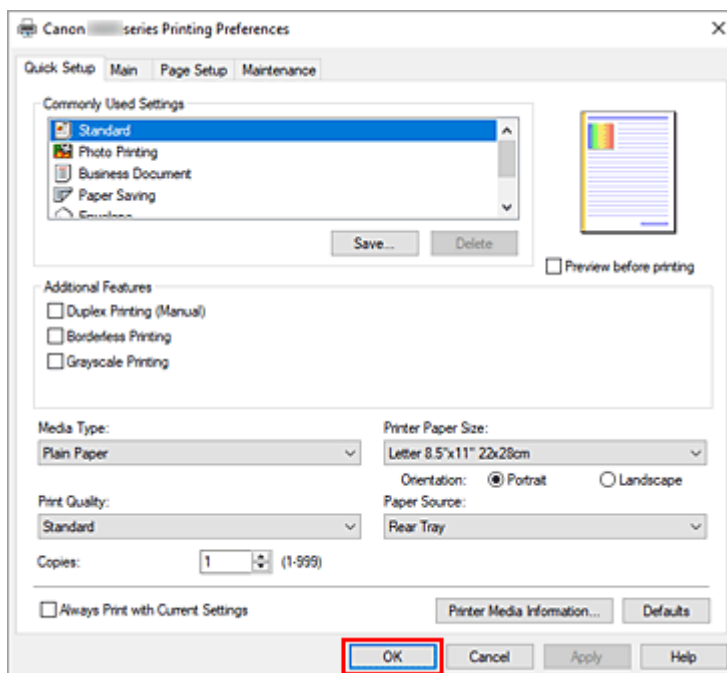 Canon series Printing Preferences
Quick Setup Main Page Setup Maintenance
Commonly Used Settings
Standard
Photo Printing
Business Document
Paper Saving
Envelope
Save... Delete
Preview before printing
Additional Features
Duplex Printing (Manual)
Borderless Printing
Grayscale Printing
Media Type: Printer Paper Size:
Plain Paper Letter 8.5"x11" 22x28cm
Orientation: Portrait Landscape
Print Quality: Paper Source:
Standard Rear Tray
Copies: 1 (1-999)
Always Print with Current Settings Printer Media Information... Defaults
OK Cancel Apply Help